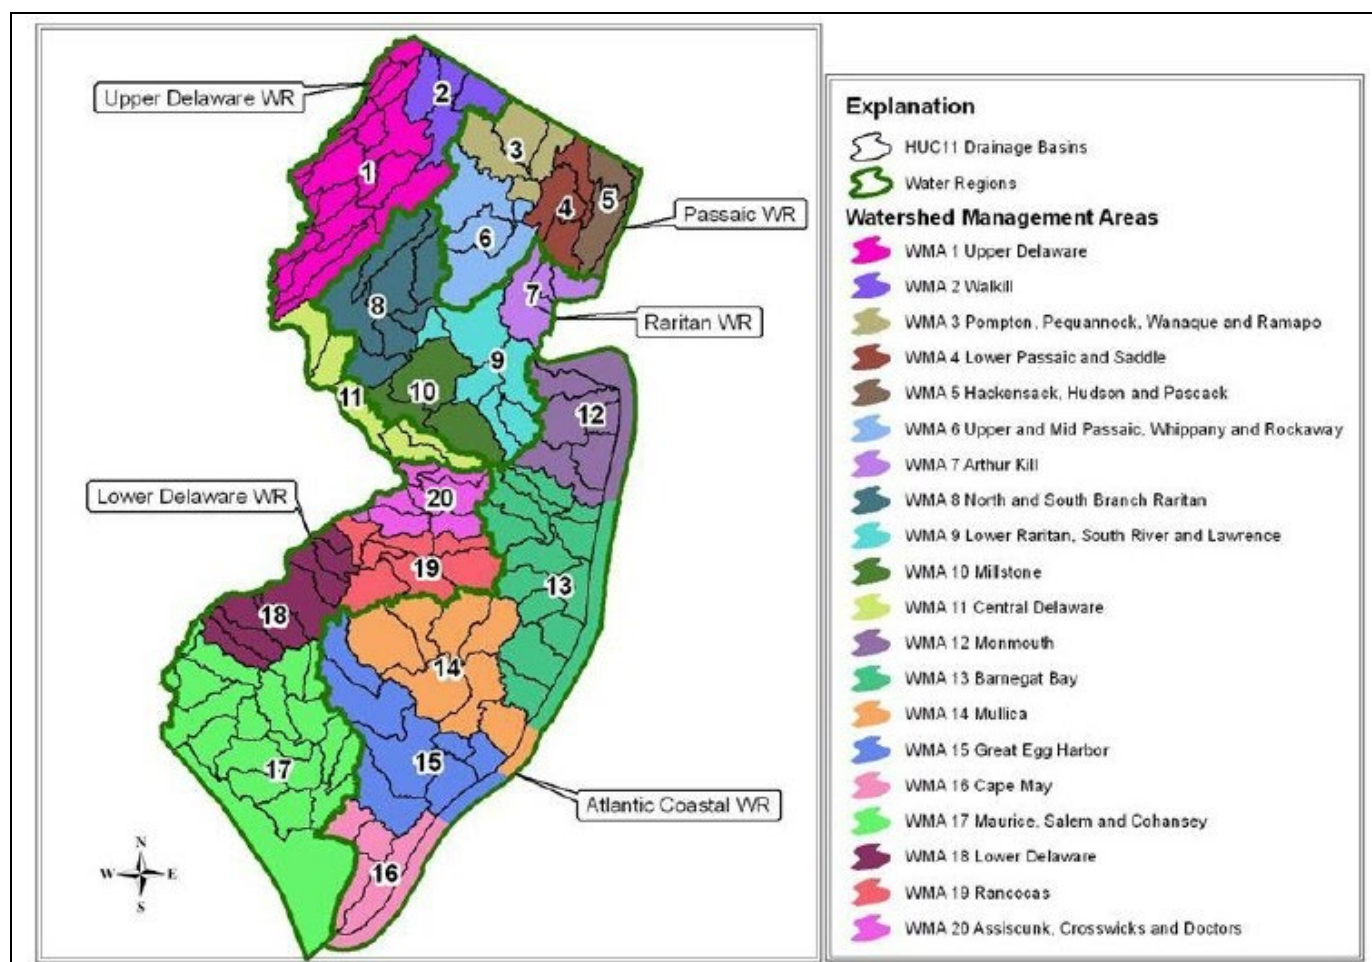 Upper Delaware WR
2
3
1
5
4
Passaic WR
6
7
8
Raritan WR
9
10
11
12
Lower Delaware WR
20
19
13
18
14
17
15
Atlantic Coastal WR
16
N
W E
S
Explanation
HUC11 Drainage Basins
Water Regions
Watershed Management Areas
WMA 1 Upper Delaware
WMA 2 Walkill
WMA 3 Pompton, Pequannock, Wanaque and Ramapo
WMA 4 Lower Passaic and Saddle
WMA 5 Hackensack, Hudson and Pascack
WMA 6 Upper and Mid Passaic, Whippany and Rockaway
WMA 7 Arthur Kill
WMA 8 North and South Branch Raritan
WMA 9 Lower Raritan, South River and Lawrence
WMA 10 Millstone
WMA 11 Central Delaware
WMA 12 Monmouth
WMA 13 Barnegat Bay
WMA 14 Mullica
WMA 15 Great Egg Harbor
WMA 16 Cape May
WMA 17 Maurice, Salem and Cohansey
WMA 18 Lower Delaware
WMA 19 Rancocas
WMA 20 Assiscunk, Crosswicks and Doctors